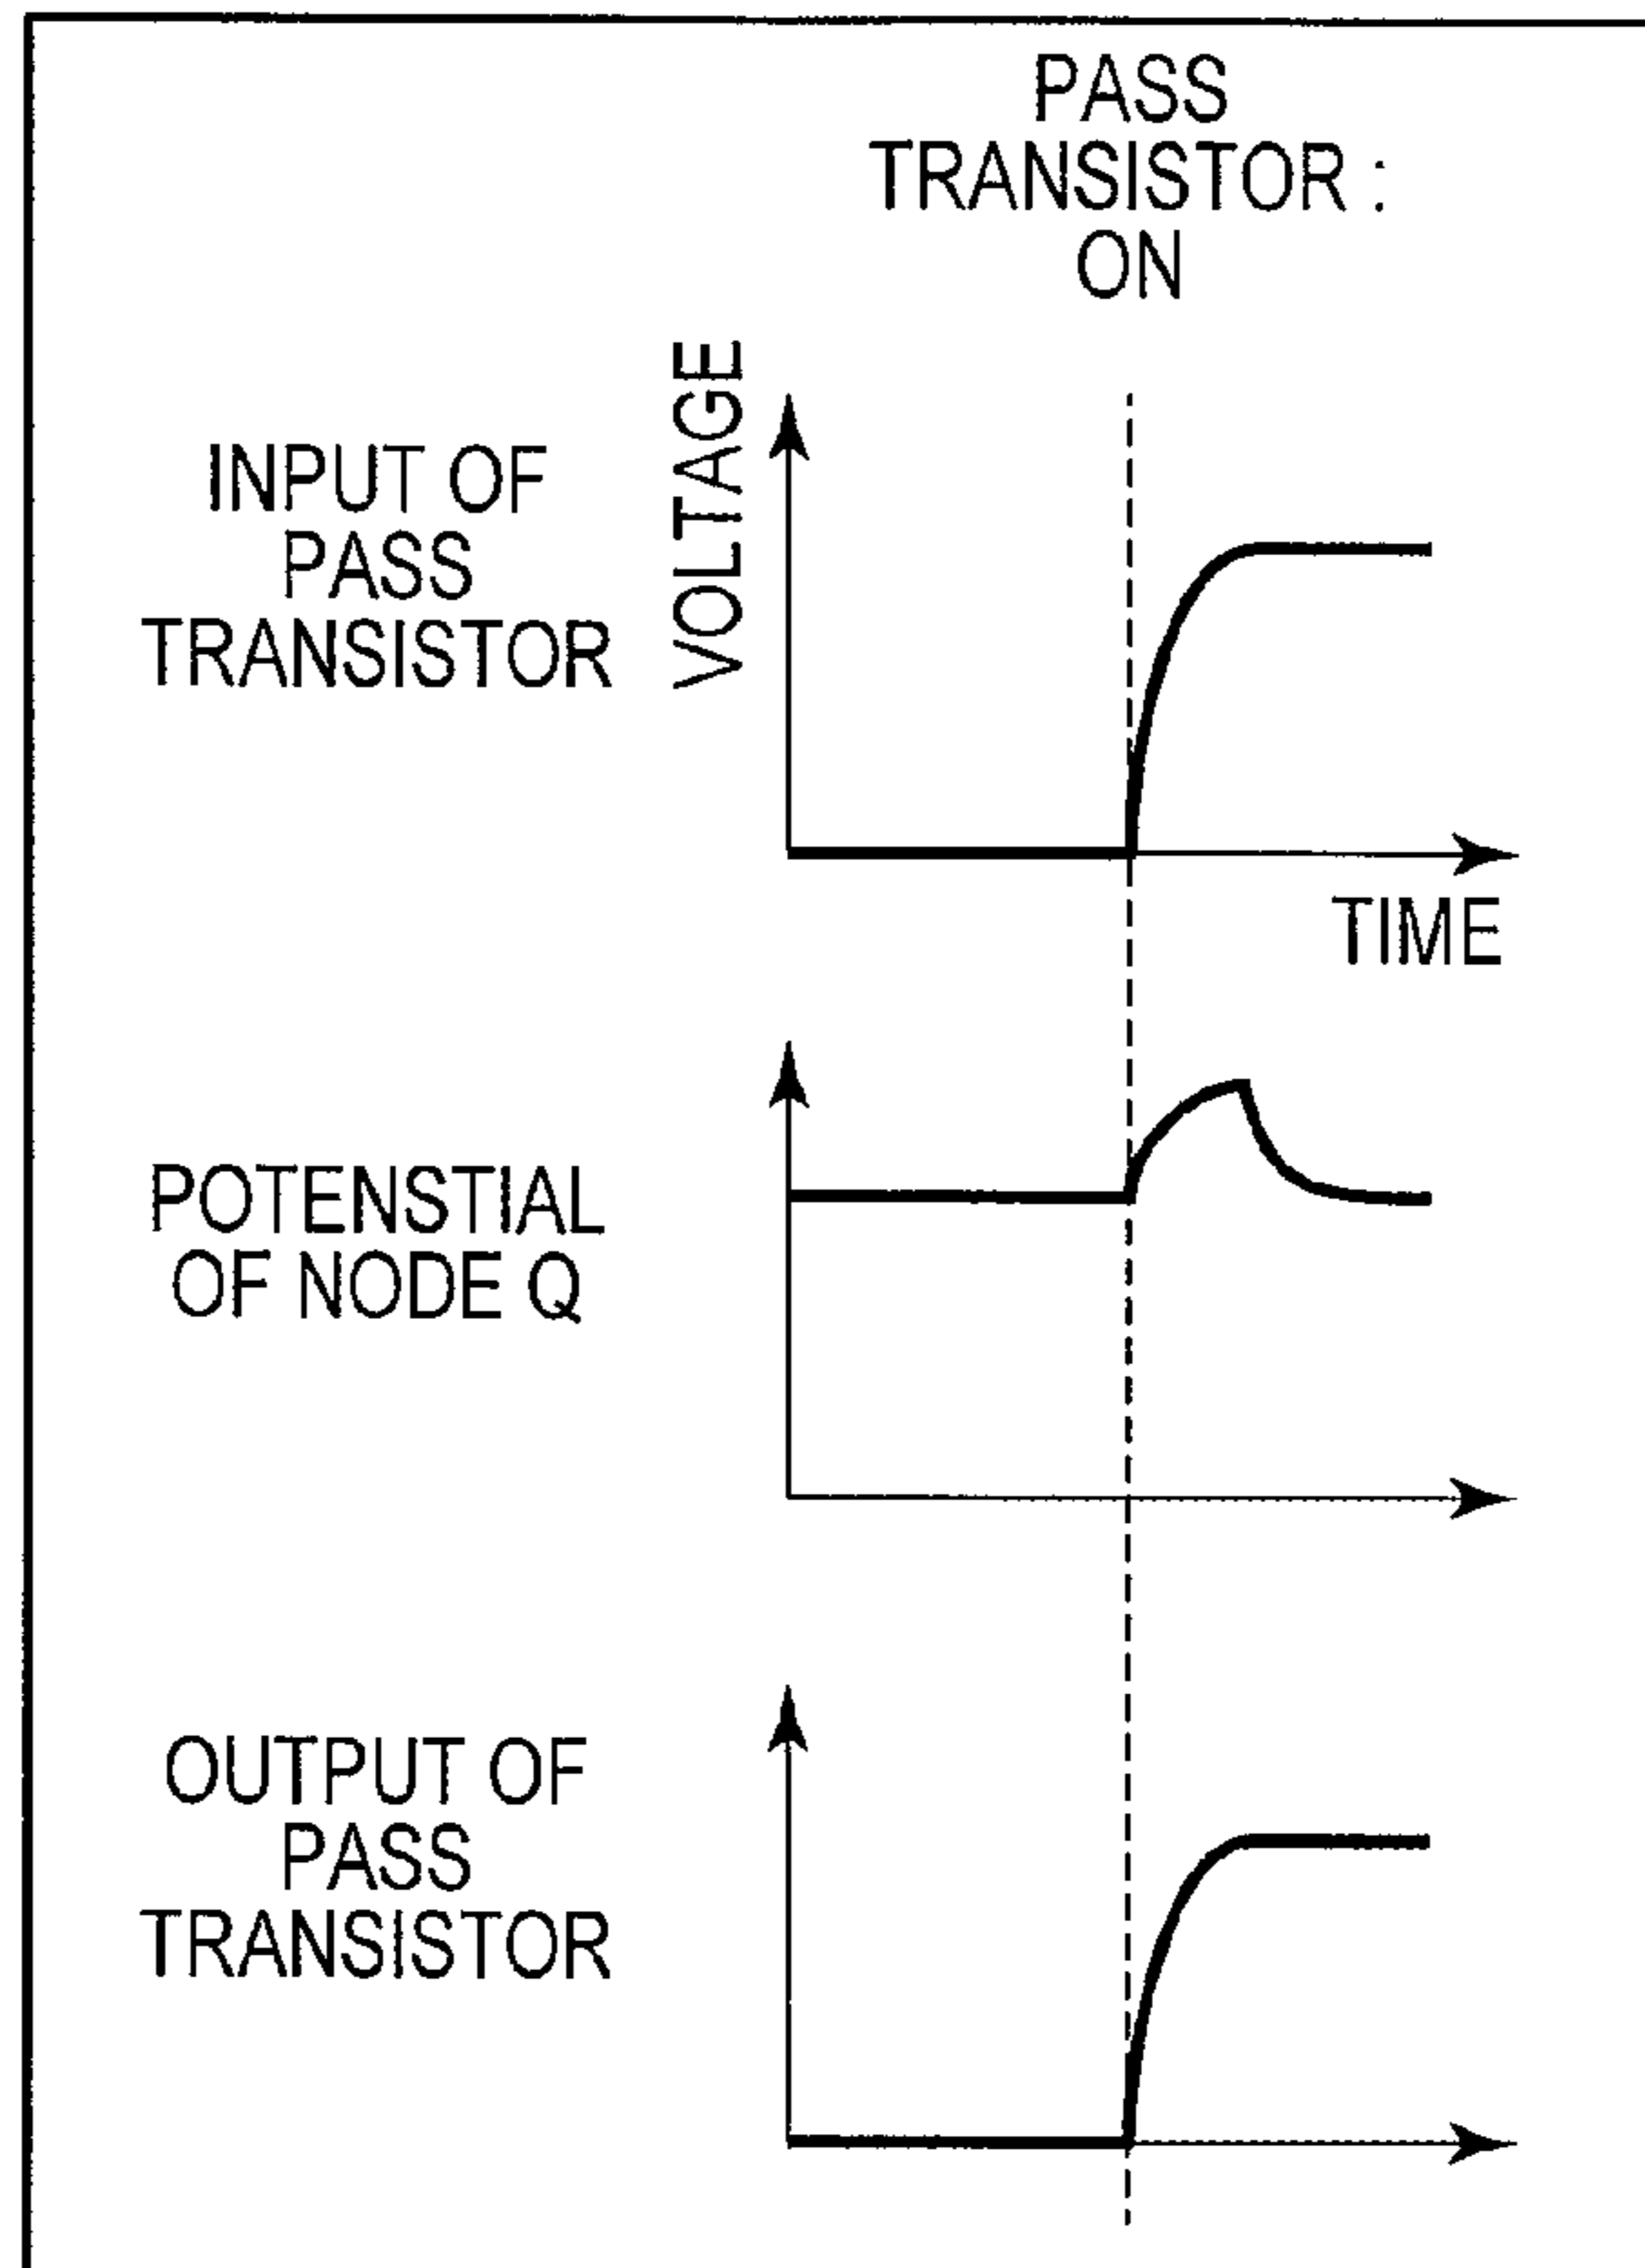 PASS
TRANSISTOR :
ON
INPUT OF
PASS
TRANSISTOR
VOLTAGE
TIME
POTENSTIAL
OF NODE Q
OUTPUT OF
PASS
TRANSISTOR